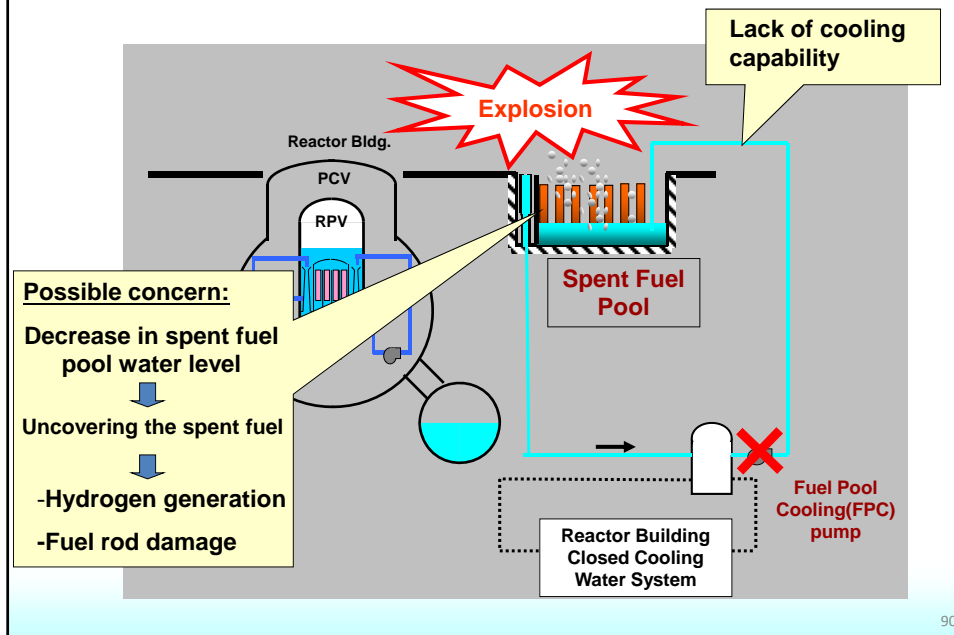 Lack of cooling
capability
Explosion
Reactor Bldg.
PCV
RPV
Possible concern:
Decrease in spent fuel
pool water level
Uncovering the spent fuel
-Hydrogen generation
-Fuel rod damage
Spent Fuel
Pool
Fuel Pool
Cooling(FPC)
pump
Reactor Building
Closed Cooling
Water System
90